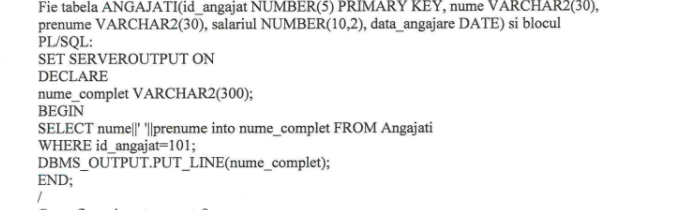 Fie tabela ANGAJATI(id_angajat NUMBER(5) PRIMARY KEY, nume VARCHAR2(30),
prenume VARCHAR2(30), salariul NUMBER(10,2), data_angajare DATE) si blocul
PL/SQL:
SET SERVEROUTPUT ON
DECLARE
nume_complet VARCHAR2(300);
BEGIN
SELECT nume||' '||prenume into nume_complet FROM Angajati
WHERE id_angajat=101;
DBMS_OUTPUT.PUT_LINE(nume_complet);
END;
/